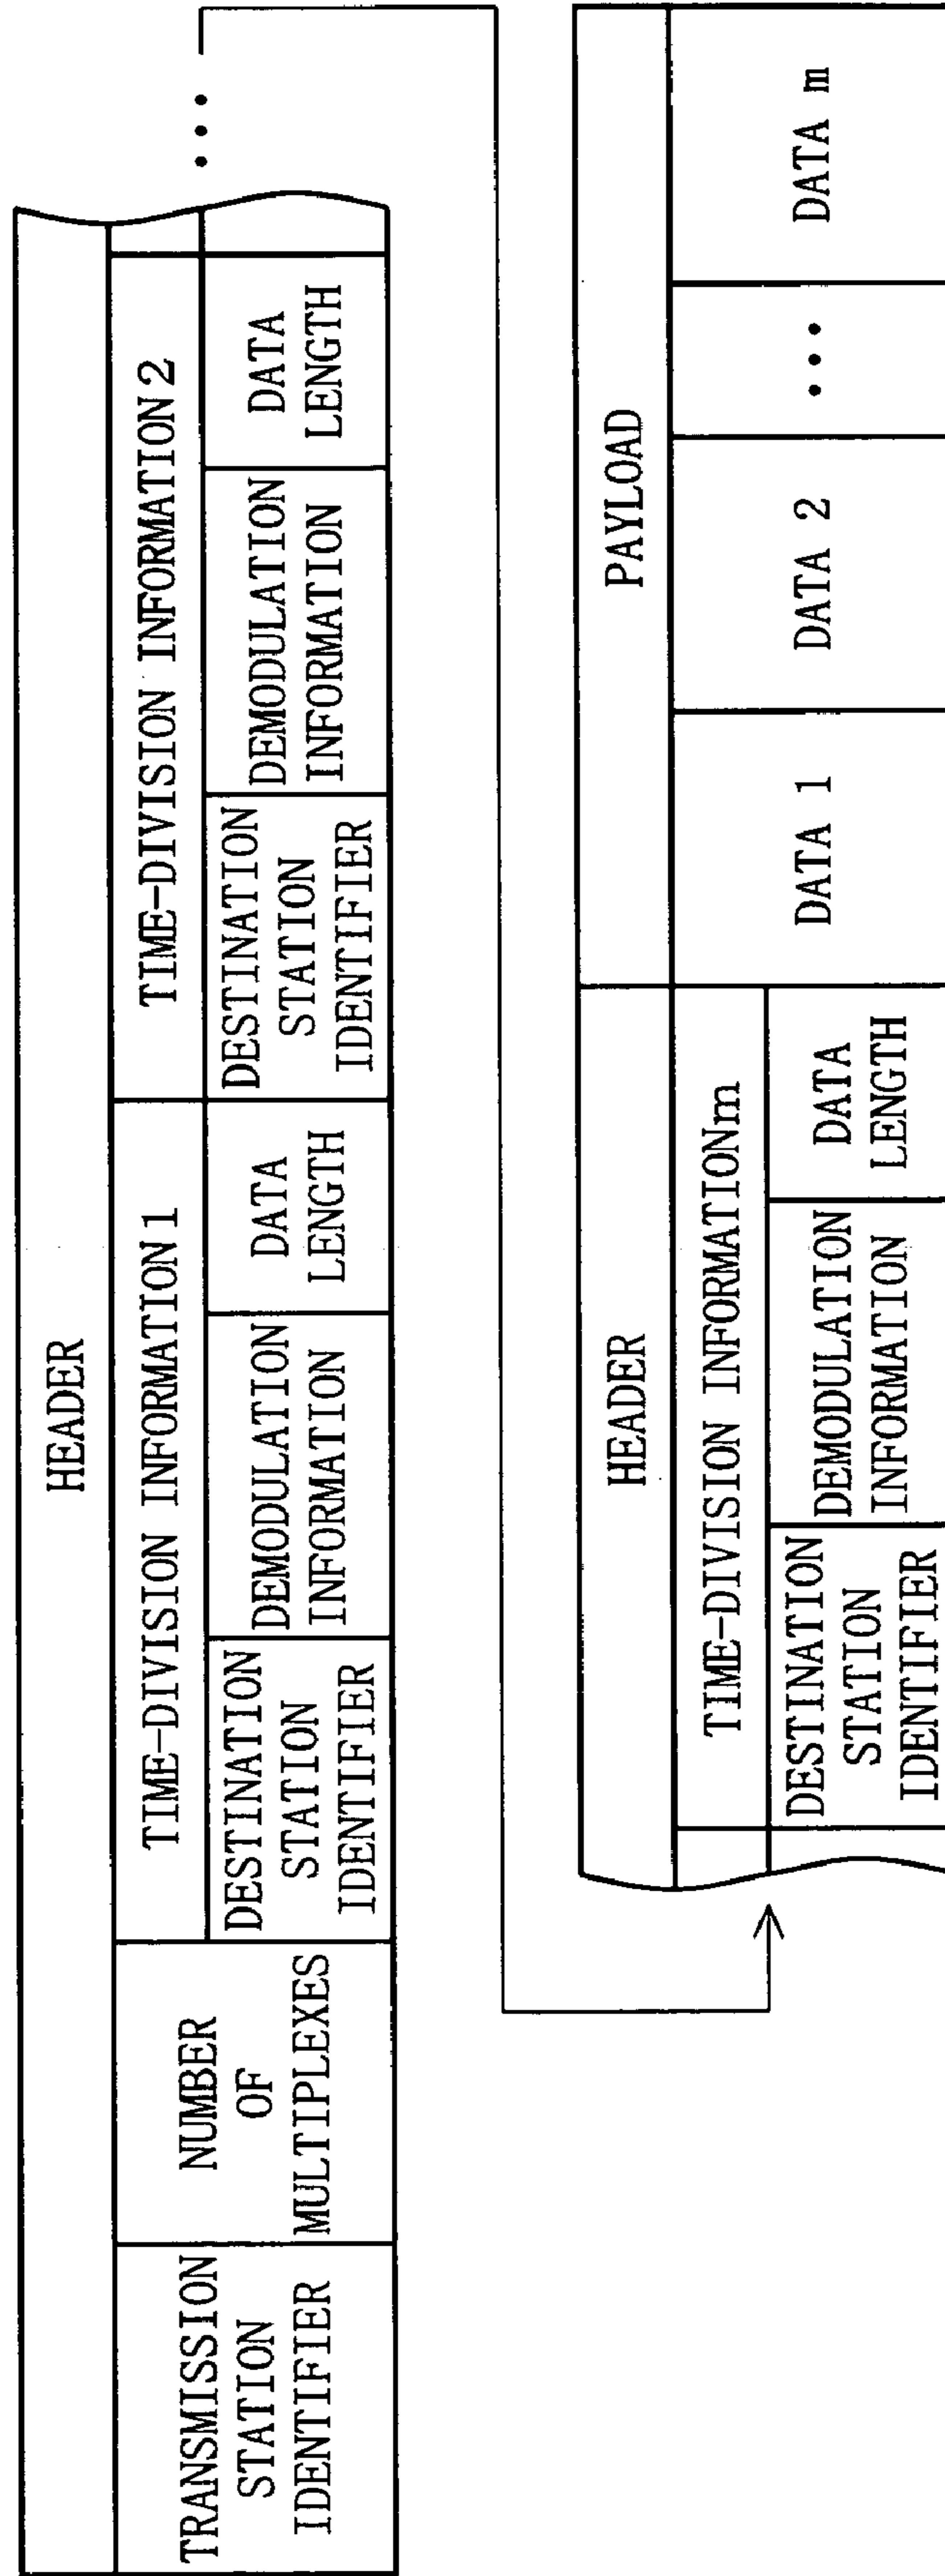 HEADER
TRANSMISSION
STATION
IDENTIFIER
NUMBER
OF
MULTIPLEXES
TIME-DIVISION INFORMATION 1
DESTINATION
STATION
IDENTIFIER
DEMODULATION
INFORMATION
DATA
LENGTH
TIME-DIVISION INFORMATION 2
DESTINATION
STATION
IDENTIFIER
DEMODULATION
INFORMATION
DATA
LENGTH
...
HEADER
TIME-DIVISION INFORMATIONm
DESTINATION
STATION
IDENTIFIER
DEMODULATION
INFORMATION
DATA
LENGTH
PAYLOAD
DATA 1
DATA 2
...
DATA m